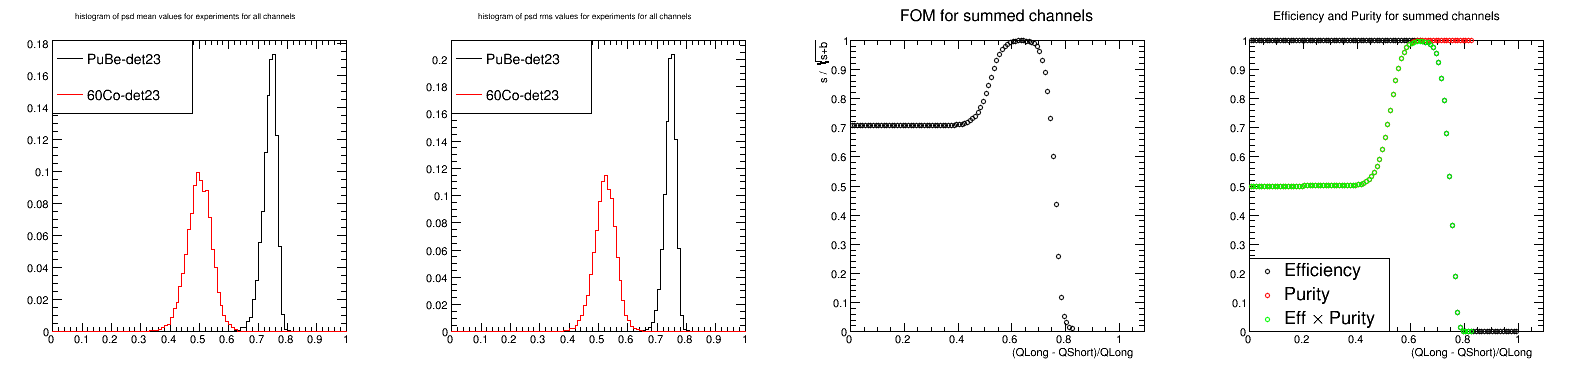 histogram of psd mean values for experiments for all channels
PuBe-det23
60Co-det23
0.18
0.16
0.14
0.12
0.1
0.08
0.06
0.04
0.02
0
0 0.1 0.2 0.3 0.4 0.5 0.6 0.7 0.8 0.9 1
histogram of psd rms values for experiments for all channels
PuBe-det23
60Co-det23
0.2
0.18
0.16
0.14
0.12
0.1
0.08
0.06
0.04
0.02
0
0 0.1 0.2 0.3 0.4 0.5 0.6 0.7 0.8 0.9 1
FOM for summed channels
s / √s+b
1
0.9
0.8
0.7
0.6
0.5
0.4
0.3
0.2
0.1
0
0 0.2 0.4 0.6 0.8 1
(QLong - QShort)/QLong
Efficiency and Purity for summed channels
1
0.9
0.8
0.7
0.6
0.5
0.4
0.3
0.2
0.1
0
Efficiency
Purity
Eff × Purity
0 0.2 0.4 0.6 0.8 1
(QLong - QShort)/QLong